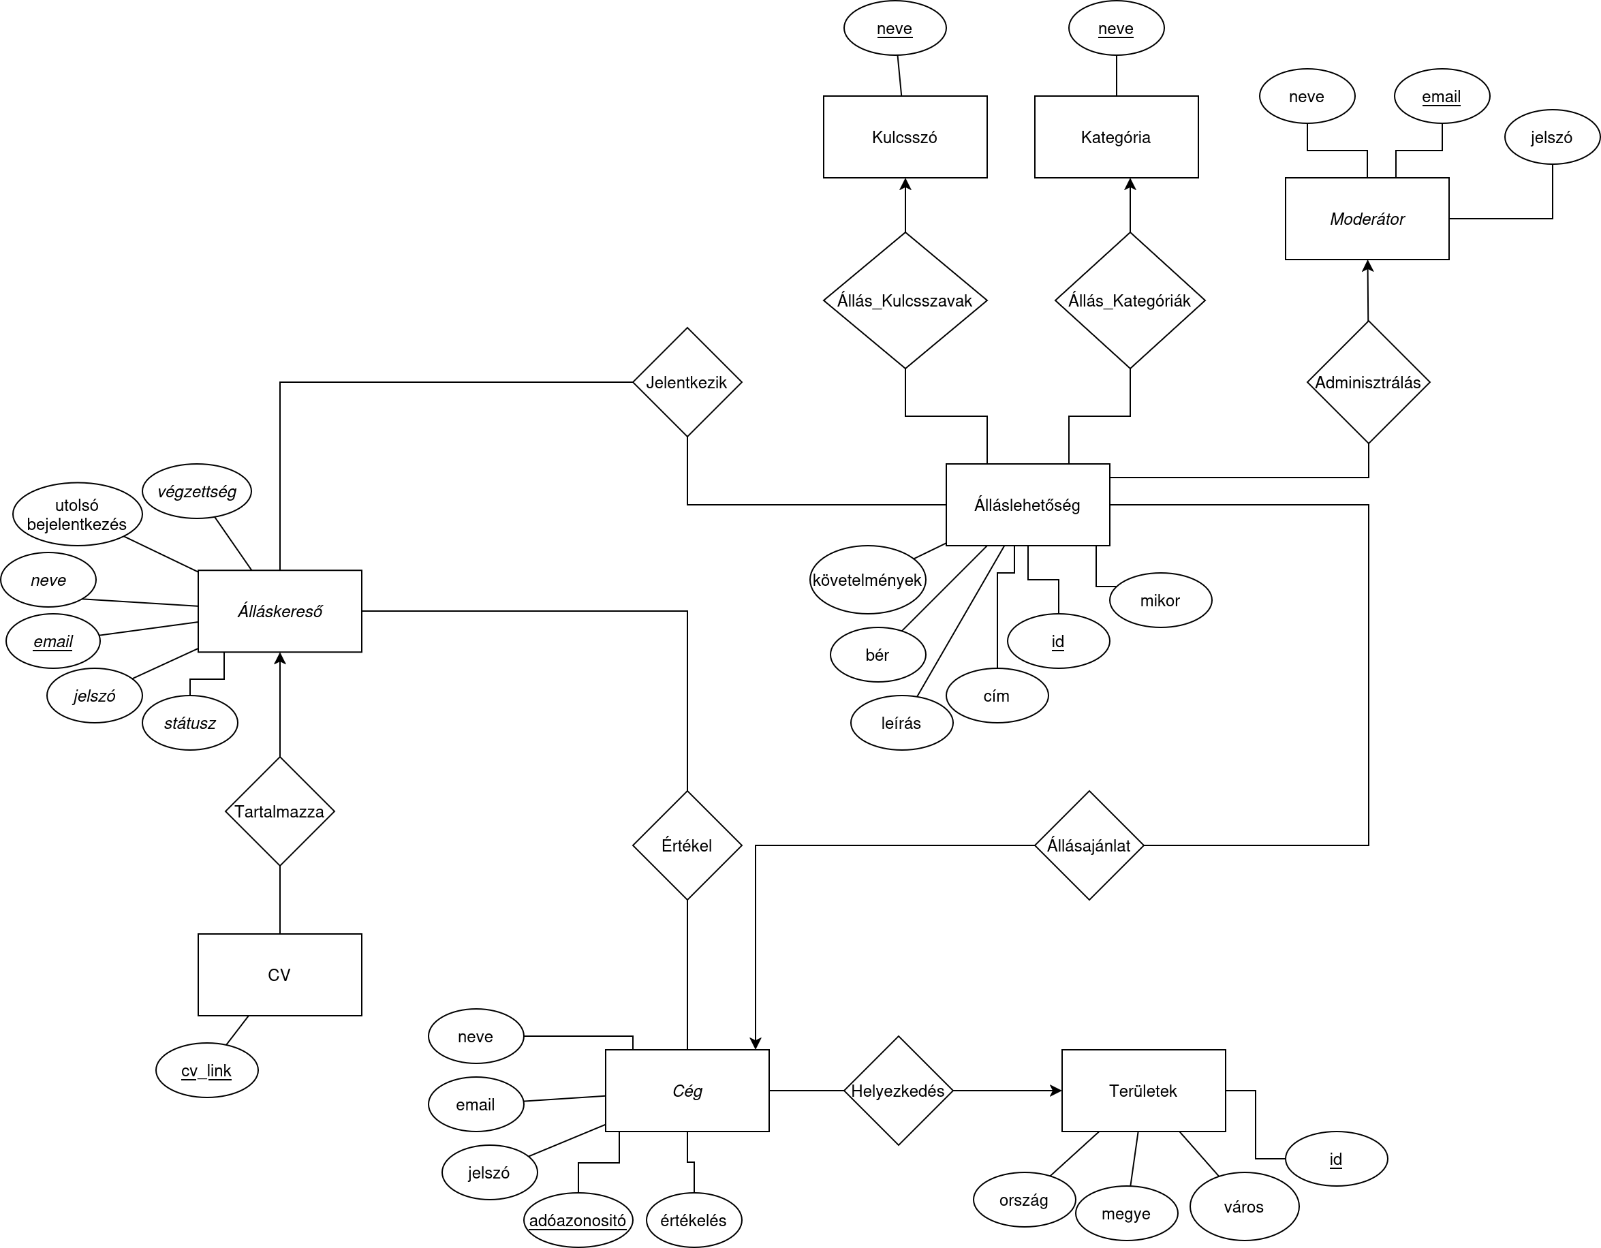 neve
neve
neve
email
jelszó
Kulcsszó
Kategória
Moderátor
Állás_Kulcsszavak
Állás_Kategóriák
Jelentkezik
Adminisztrálás
végzettség
utolsó
bejelentkezés
neve
email
jelszó
státusz
Álláskereső
Álláslehetőség
követelmények
mikor
id
bér
cím
leírás
Tartalmazza
Értékel
Állásajánlat
CV
cv_link
neve
email
jelszó
adóazonositó
értékelés
Cég
Helyezkedés
Területek
id
ország
megye
város